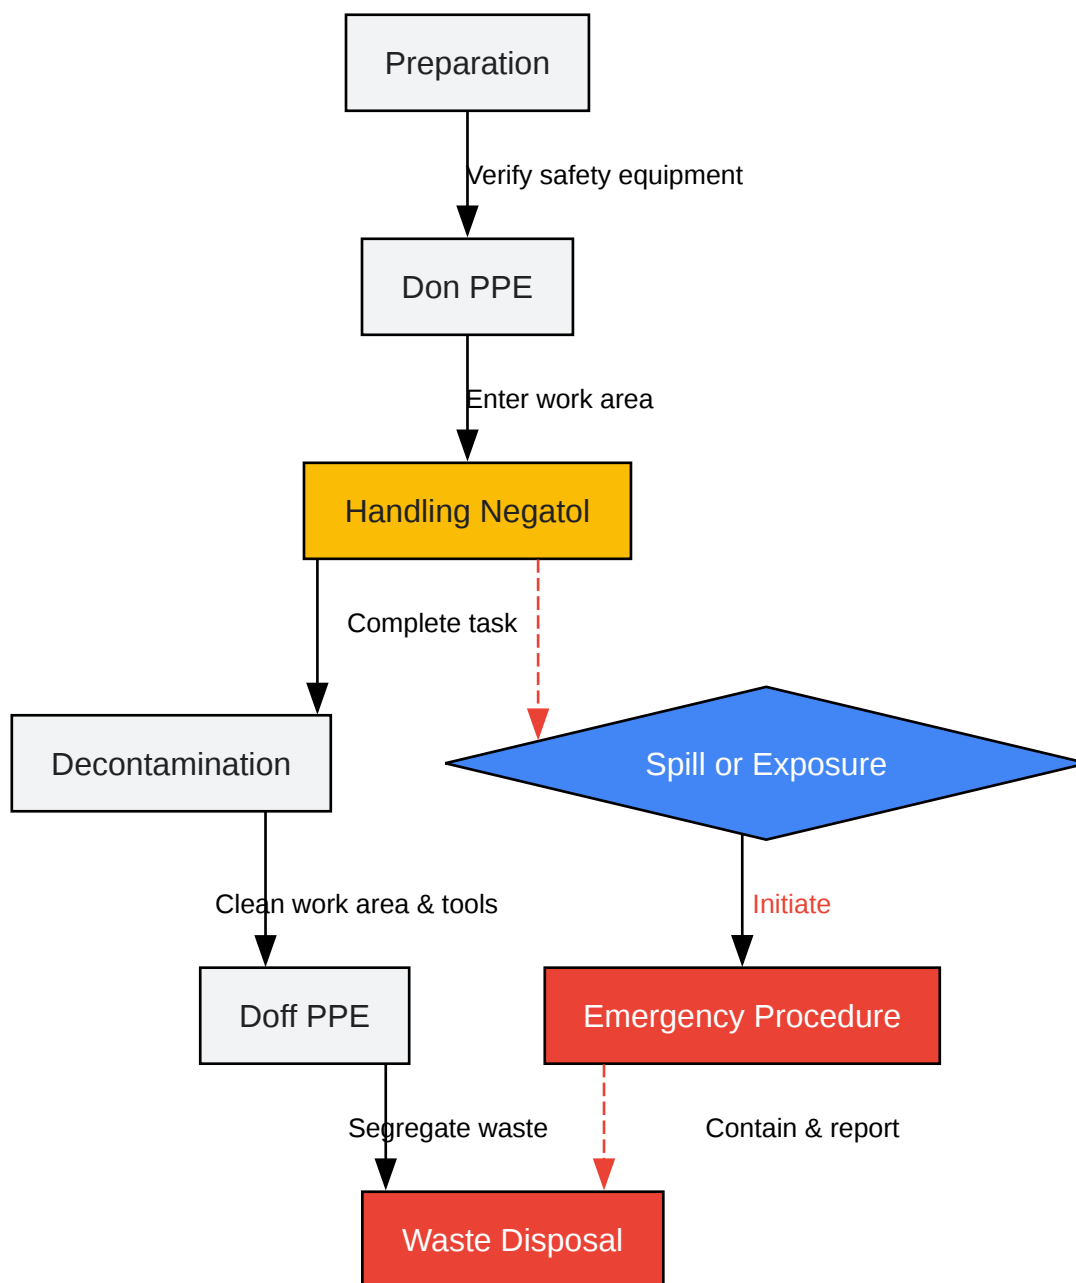 Preparation
Verify safety equipment
Don PPE
Enter work area
Handling Negatol
Complete task
Decontamination
Spill or Exposure
Clean work area & tools
Initiate
Doff PPE
Emergency Procedure
Segregate waste
Contain & report
Waste Disposal